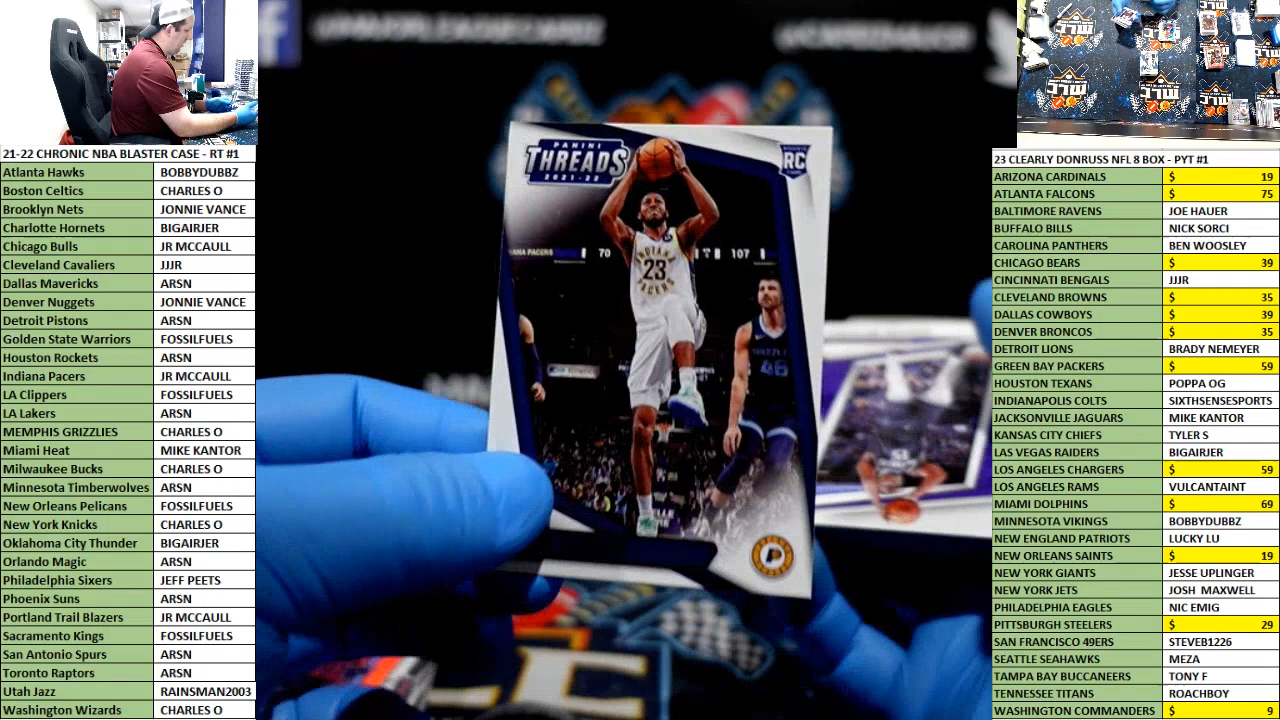 21-22 CHRONIC NBA BLASTER CASE - RT #1
Atlanta Hawks BOBBYDUBBZ
Boston Celtics CHARLES O
Brooklyn Nets JONNIE VANCE
Charlotte Hornets BIGAIRJER
Chicago Bulls JR MCCAULL
Cleveland Cavaliers JJJR
Dallas Mavericks ARSN
Denver Nuggets JONNIE VANCE
Detroit Pistons ARSN
Golden State Warriors FOSSILFUELS
Houston Rockets ARSN
Indiana Pacers JR MCCAULL
LA Clippers FOSSILFUELS
LA Lakers ARSN
MEMPHIS GRIZZLIES CHARLES O
Miami Heat MIKE KANTOR
Milwaukee Bucks CHARLES O
Minnesota Timberwolves ARSN
New Orleans Pelicans FOSSILFUELS
New York Knicks CHARLES O
Oklahoma City Thunder BIGAIRJER
Orlando Magic ARSN
Philadelphia Sixers JEFF PEETS
Phoenix Suns ARSN
Portland Trail Blazers JR MCCAULL
Sacramento Kings FOSSILFUELS
San Antonio Spurs ARSN
Toronto Raptors ARSN
Utah Jazz RAINSMAN2003
Washington Wizards CHARLES O
PANINI
THREADS
2021-22
RC
70 107
INDIANA
23
PACERS
46
23 CLEARLY DONRUSS NFL 8 BOX - PYT #1
ARIZONA CARDINALS $ 19
ATLANTA FALCONS $ 75
BALTIMORE RAVENS JOE HAUER
BUFFALO BILLS NICK SORCI
CAROLINA PANTHERS BEN WOOSLEY
CHICAGO BEARS $ 39
CINCINNATI BENGALS JJJR
CLEVELAND BROWNS $ 35
DALLAS COWBOYS $ 39
DENVER BRONCOS $ 35
DETROIT LIONS BRADY NEMEYER
GREEN BAY PACKERS $ 59
HOUSTON TEXANS POPPA OG
INDIANAPOLIS COLTS SIXTHSENSESPORTS
JACKSONVILLE JAGUARS MIKE KANTOR
KANSAS CITY CHIEFS TYLER S
LAS VEGAS RAIDERS BIGAIRJER
LOS ANGELES CHARGERS $ 59
LOS ANGELES RAMS VULCANTAINT
MIAMI DOLPHINS $ 69
MINNESOTA VIKINGS BOBBYDUBBZ
NEW ENGLAND PATRIOTS LUCKY LU
NEW ORLEANS SAINTS $ 19
NEW YORK GIANTS JESSE UPLINGER
NEW YORK JETS JOSH MAXWELL
PHILADELPHIA EAGLES NIC EMIG
PITTSBURGH STEELERS $ 29
SAN FRANCISCO 49ERS STEVEB1226
SEATTLE SEAHAWKS MEZA
TAMPA BAY BUCCANEERS TONY F
TENNESSEE TITANS ROACHBOY
WASHINGTON COMMANDERS $ 9